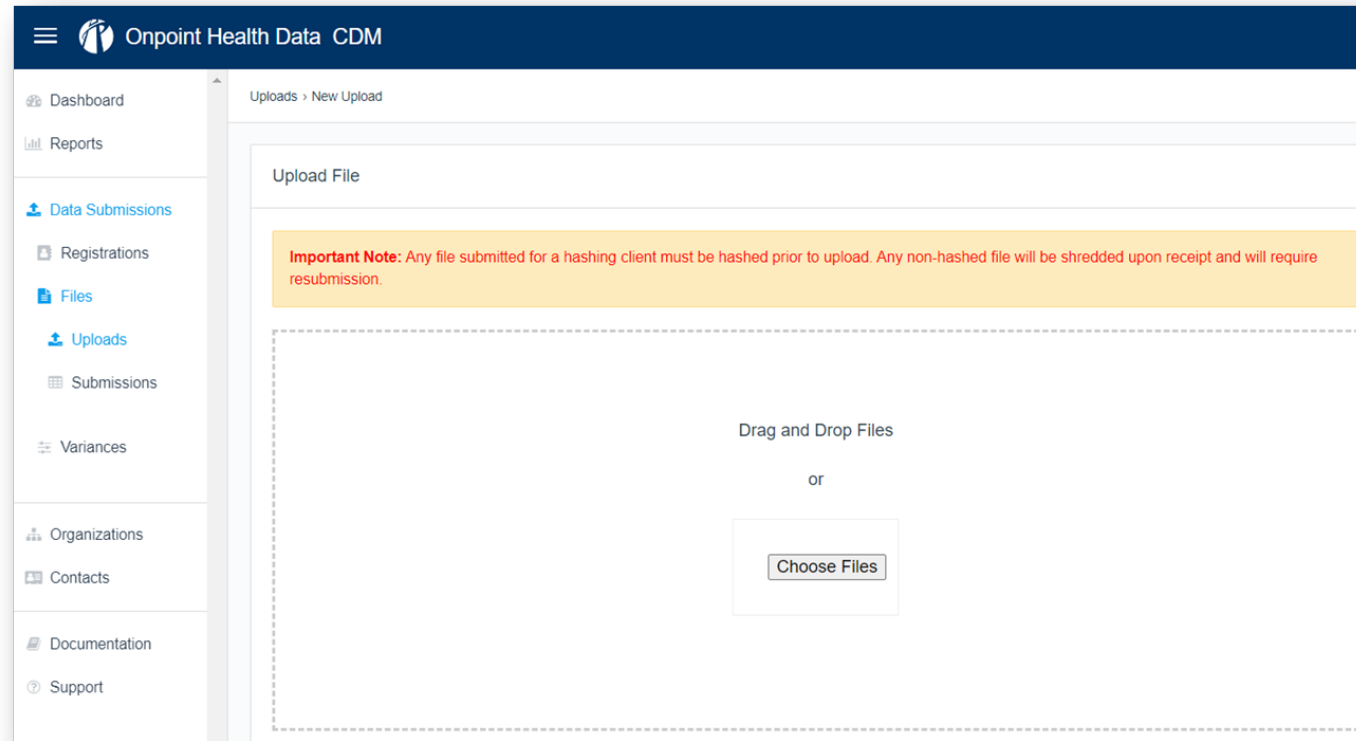 Onpoint Health Data CDM
Dashboard
Reports
Data Submissions
Registrations
Files
Uploads
Submissions
Variances
Organizations
Contacts
Documentation
Support
Uploads › New Upload
Upload File
Important Note: Any file submitted for a hashing client must be hashed prior to upload. Any non-hashed file will be shredded upon receipt and will require
resubmission.
Drag and Drop Files
or
Choose Files